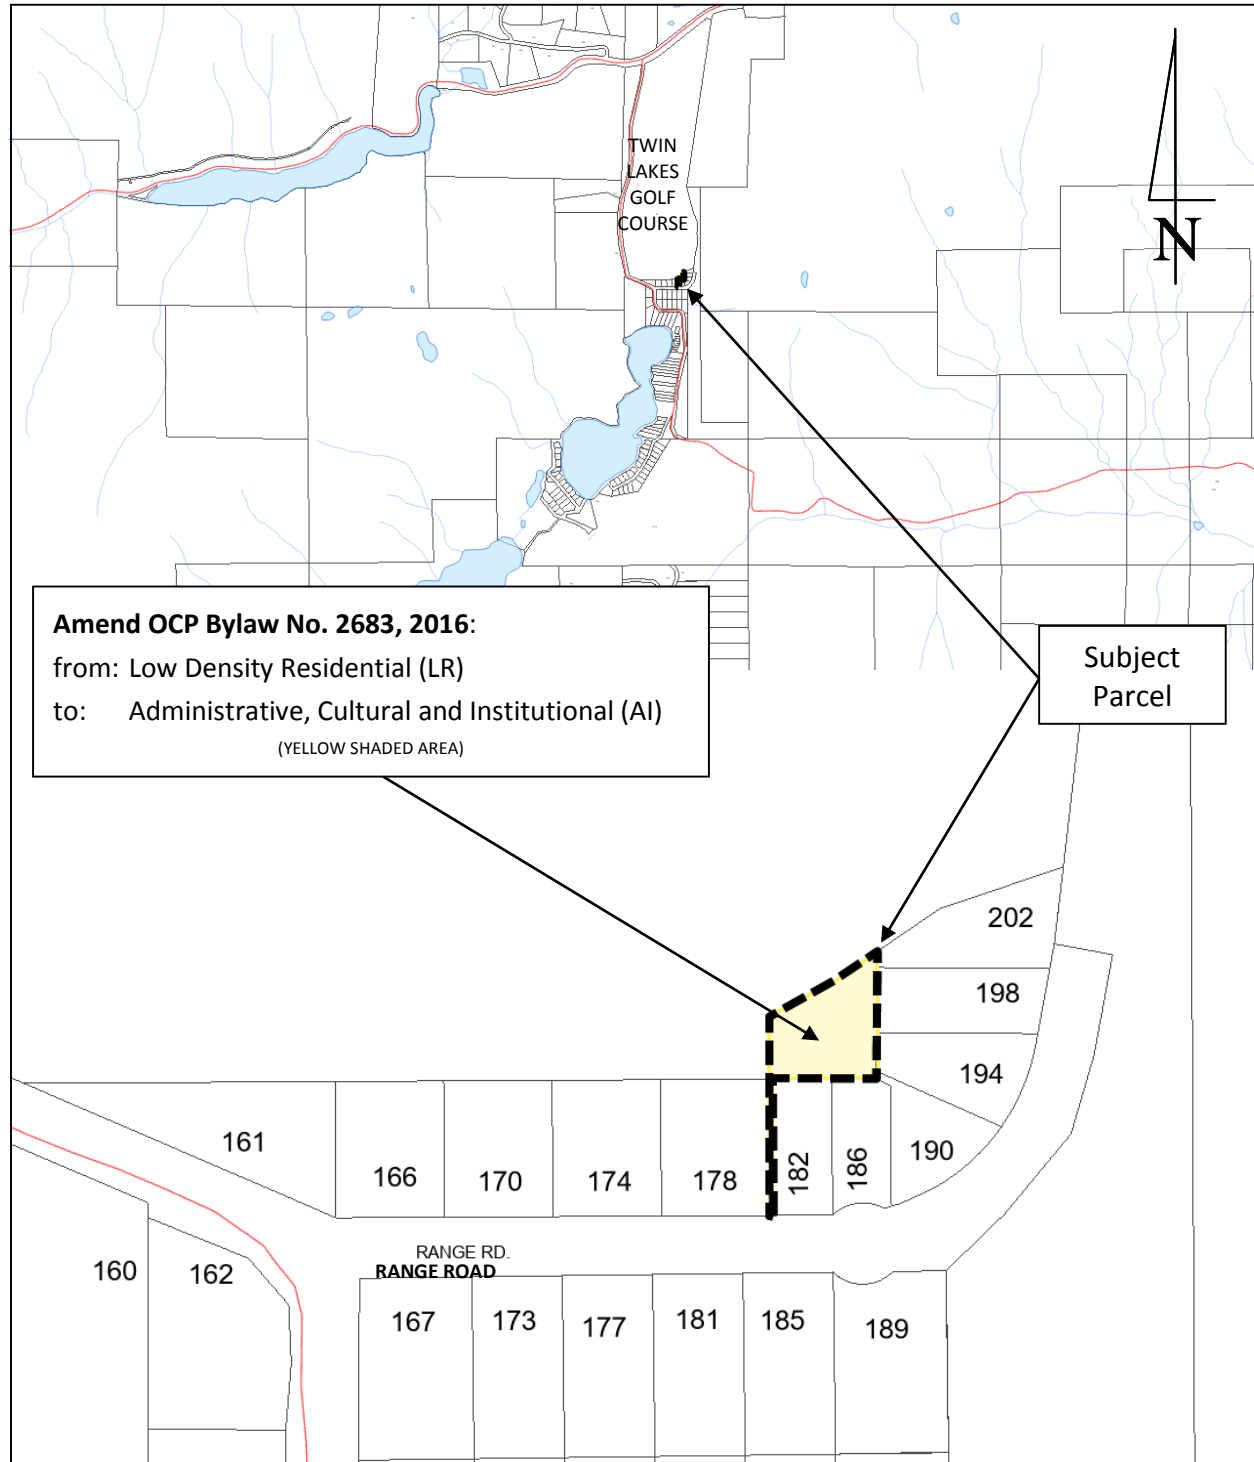 TWIN
LAKES
GOLF
COURSE
N
Amend OCP Bylaw No. 2683, 2016:
from: Low Density Residential (LR)
to: Administrative, Cultural and Institutional (AI)
(YELLOW SHADED AREA)
Subject
Parcel
202
198
194
190
186
182
178
174
170
166
161
RANGE RD.
RANGE ROAD
160
162
167
173
177
181
185
189